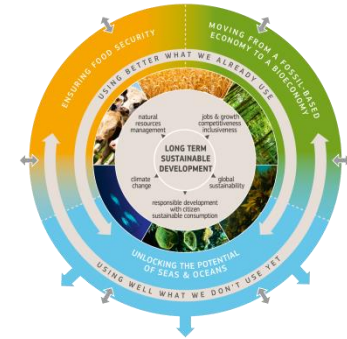 ENSURING FOOD SECURITY
MOVING FROM A FOSSIL-BASED
ECONOMY TO A BIOECONOMY
USING BETTER WHAT WE ALREADY USE
natural
resources
management
jobs & growth
competitiveness
inclusiveness
LONG TERM
SUSTAINABLE
DEVELOPMENT
climate
change
global
sustainability
responsible development
with citizen
sustainable consumption
UNLOCKING THE POTENTIAL
OF SEAS & OCEANS
USING WELL WHAT WE DON'T USE YET